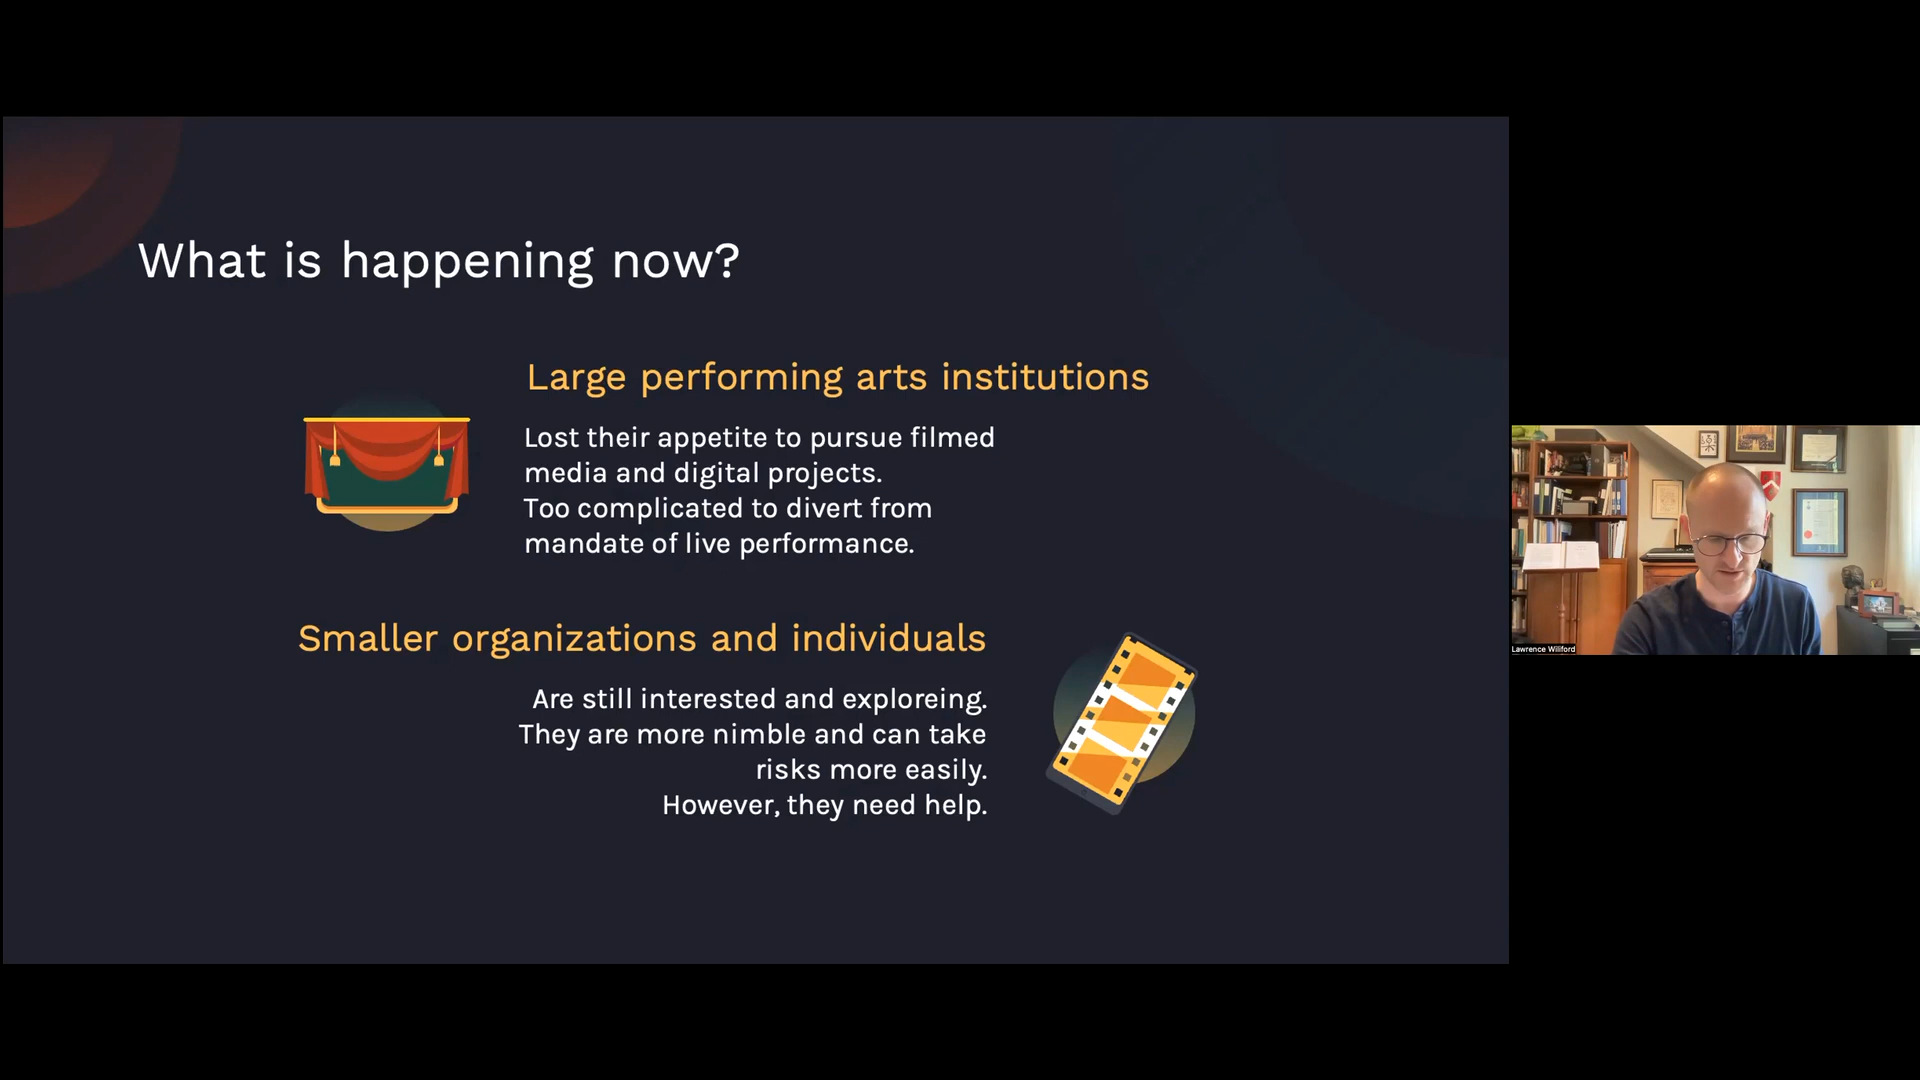 What is happening now?
Large performing arts institutions
Lost their appetite to pursue filmed
media and digital projects.
Too complicated to divert from
mandate of live performance.
Smaller organizations and individuals
Are still interested and exploreing.
They are more nimble and can take
risks more easily.
However, they need help.
Lawrence Wiliford